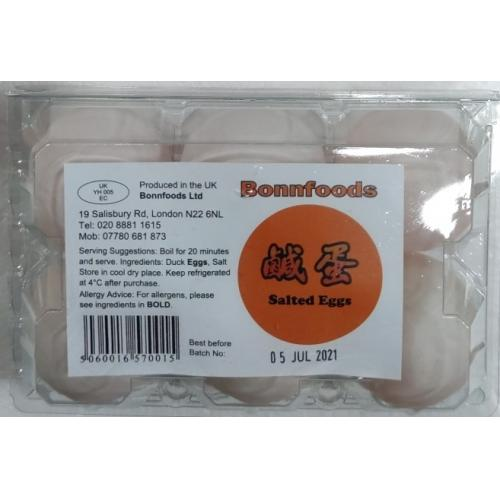 UK
YH 005
EC
Produced in the UK
Bonnfoods Ltd
19 Salisbury Rd, London N22 6NL
Tel: 020 8881 1615
Mob: 07780 681 873
Serving Suggestions: Boil for 20 minutes
and serve. Ingredients: Duck Eggs, Salt
Store in cool dry place. Keep refrigerated
at 4°C after purchase.
Allergy Advice: For allergens, please
see ingredients in BOLD.
5060016570015
Best before
Batch No:
Bonnfoods
鹹蛋
Salted Eggs
05 JUL 2021